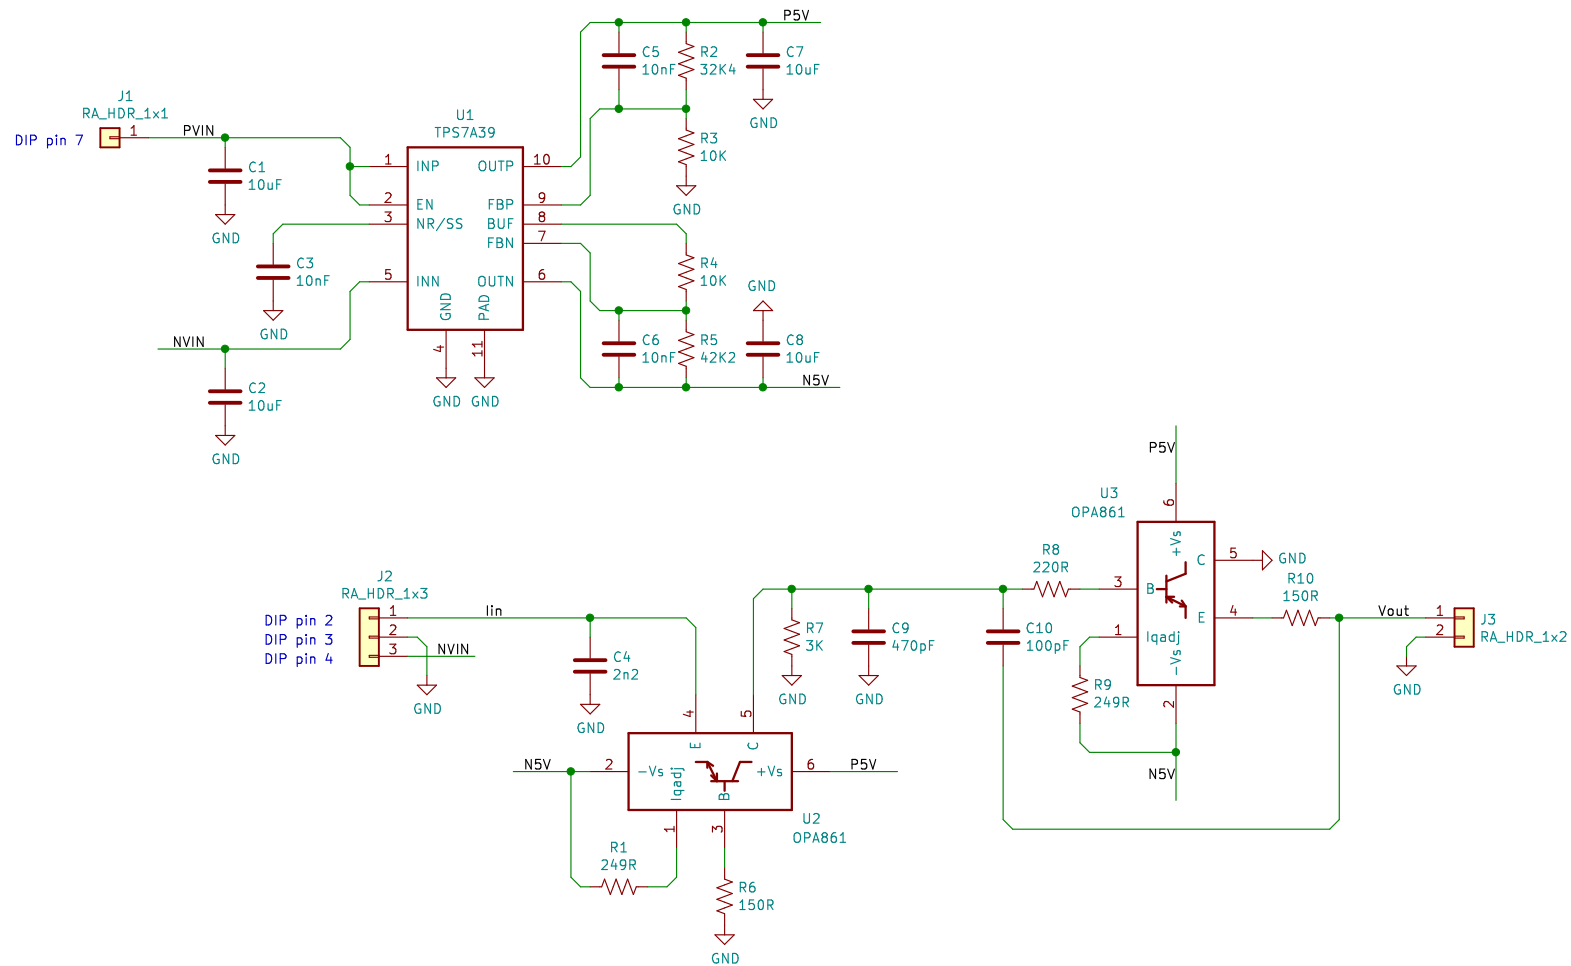 P5V
C5
10nF
R2
32K4
C7
10uF
GND
J1
RA_HDR_1x1
DIP pin 7
1
PVIN
C1
10uF
GND
U1
TPS7A39
1
INP
2
EN
3
NR/SS
5
INN
OUTP
10
FBP
9
BUF
8
FBN
7
OUTN
6
GND
4
PAD
11
GND
GND
R3
10K
GND
C3
10nF
GND
R4
10K
GND
C6
10nF
R5
42K2
C8
10uF
N5V
NVIN
C2
10uF
GND
P5V
U3
OPA861
6
+Vs
C
5
GND
3
B
E
4
1
Iqadj
-Vs
2
R8
220R
R10
150R
R9
249R
N5V
Vout
1
2
J3
RA_HDR_1x2
GND
J2
RA_HDR_1x3
DIP pin 2
DIP pin 3
DIP pin 4
1
2
3
Iin
NVIN
GND
C4
2n2
GND
R7
3K
GND
C9
470pF
GND
C10
100pF
4
5
E
C
N5V
2
-Vs
Iqadj
B
+Vs
6
P5V
1
3
U2
OPA861
R1
249R
R6
150R
GND